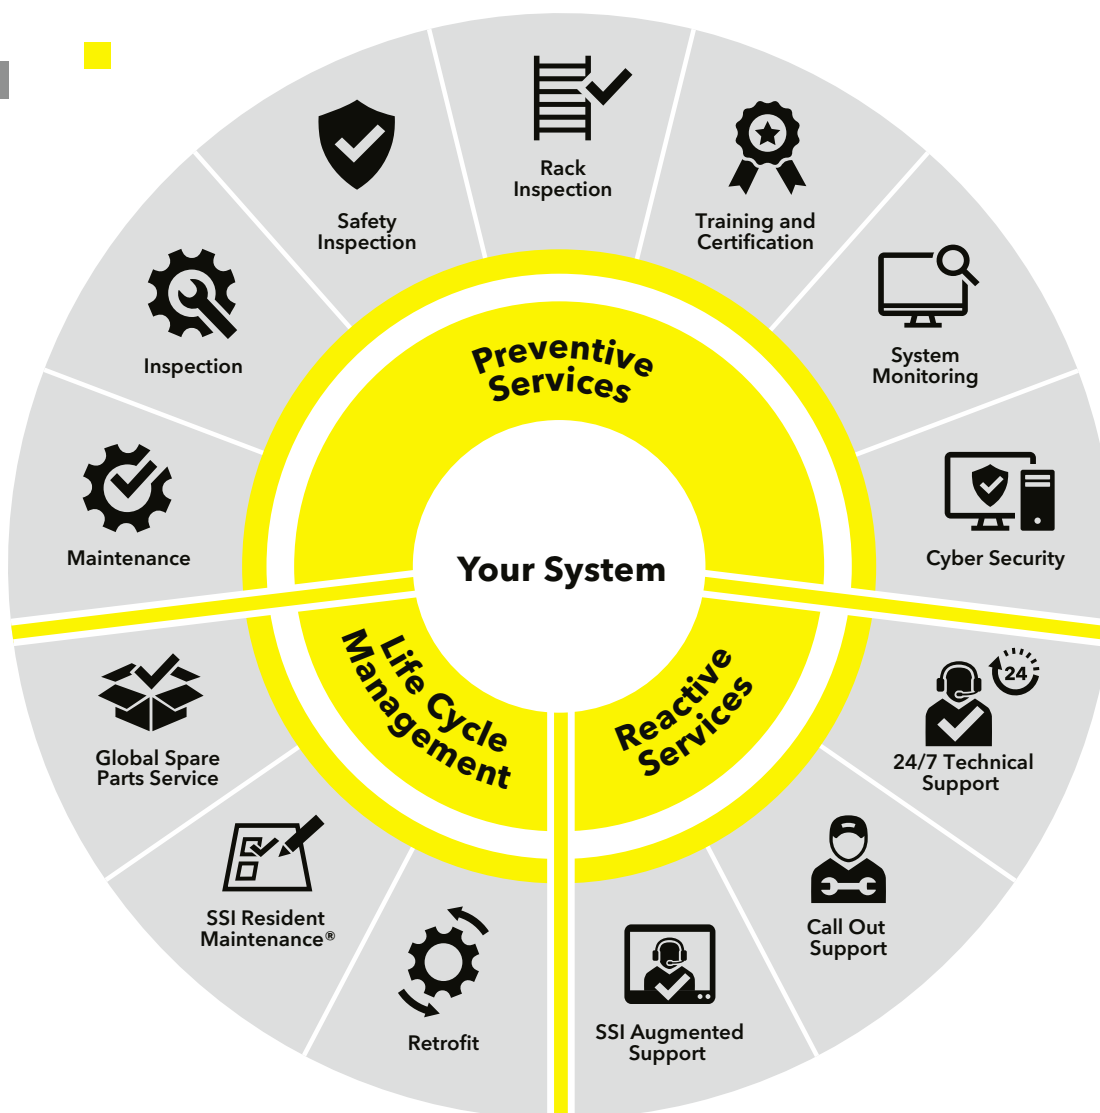 Rack
Inspection
Safety
Inspection
Training and
Certification
Inspection
System
Monitoring
Maintenance
Cyber Security
Preventive
Services
Your System
Life Cycle
Management
Reactive
Services
Global Spare
Parts Service
24
24/7 Technical
Support
SSI Resident
Maintenance®
Call Out
Support
Retrofit
SSI Augmented
Support